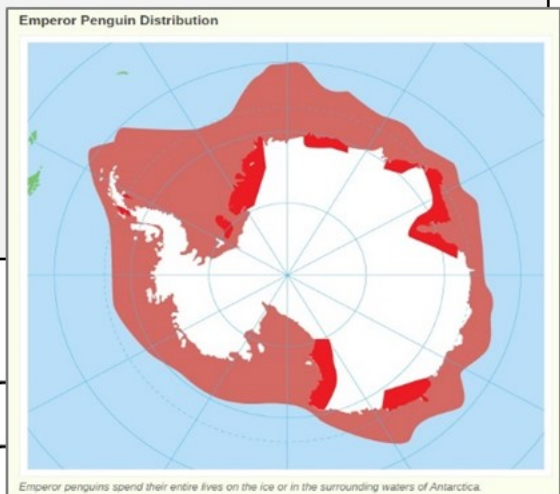 Emperor Penguin Distribution
Emperor penguins spend their entire lives on the ice or in the surrounding waters of Antarctica.